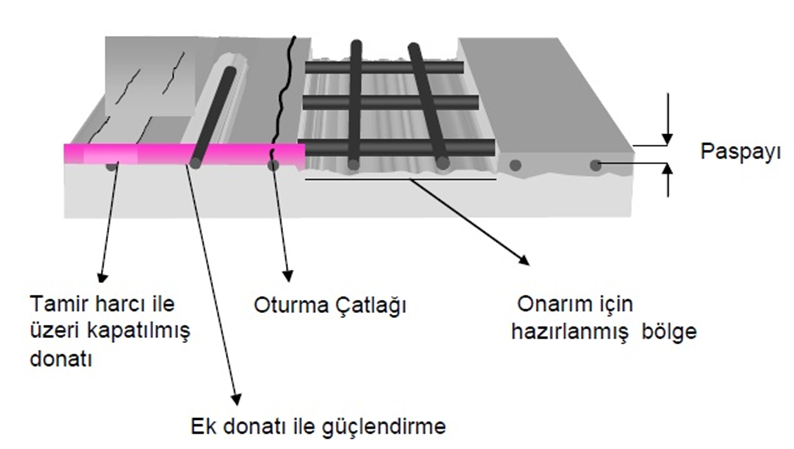 Paspayı
Tamir harcı ile
üzeri kapatılmış
donatı
Oturma Çatlağı
Onarım için
hazırlanmış bölge
Ek donatı ile güçlendirme